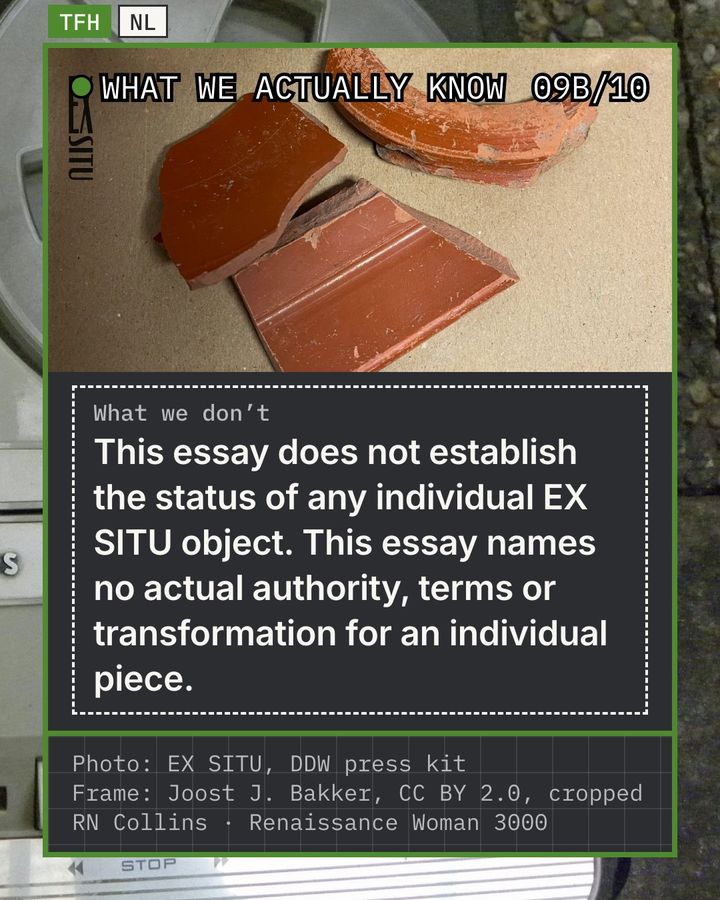 TFH NL
WHAT WE ACTUALLY KNOW 09B/10
EX SITU
What we don’t
This essay does not establish
the status of any individual EX
SITU object. This essay names
no actual authority, terms or
transformation for an individual
piece.
Photo: EX SITU, DDW press kit
Frame: Joost J. Bakker, CC BY 2.0, cropped
RN Collins · Renaissance Woman 3000
S
STOP